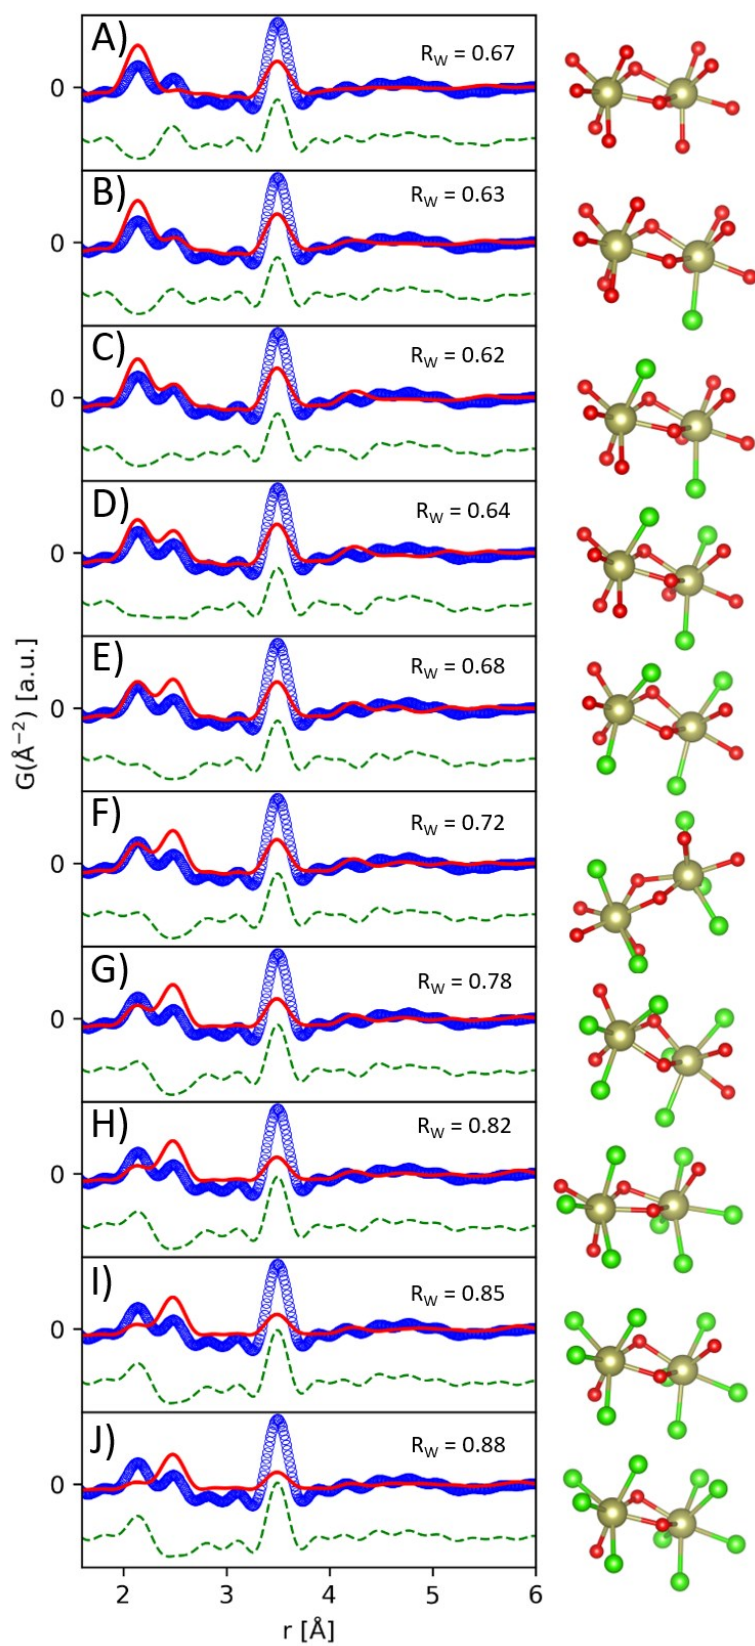 A)
R_W = 0.67
0
B)
R_W = 0.63
0
C)
R_W = 0.62
0
D)
R_W = 0.64
0
E)
R_W = 0.68
0
F)
R_W = 0.72
0
G)
R_W = 0.78
0
H)
R_W = 0.82
0
I)
R_W = 0.85
0
J)
R_W = 0.88
0
G(Å⁻²) [a.u.]
2 3 4 5 6
r [Å]